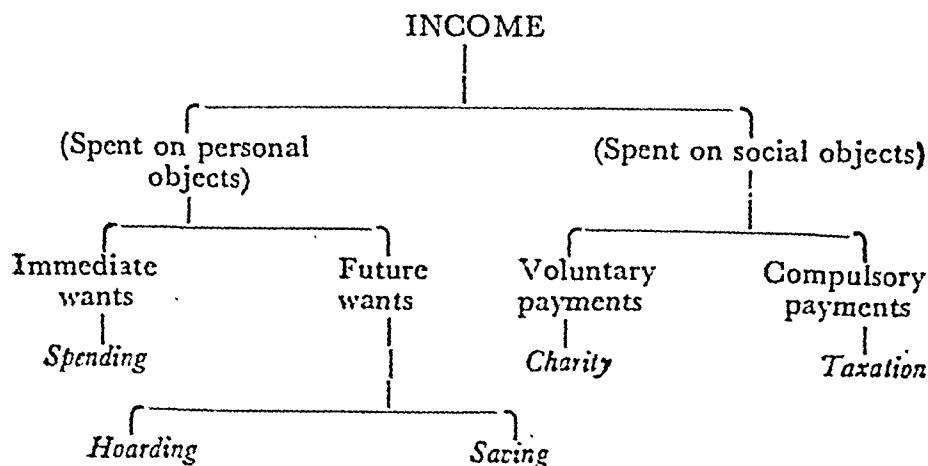 INCOME
(Spent on personal
objects)
(Spent on social objects)
Immediate
wants
Future
wants
Voluntary
payments
Compulsory
payments
Spending
Charity
Taxation
Hoarding
Saving